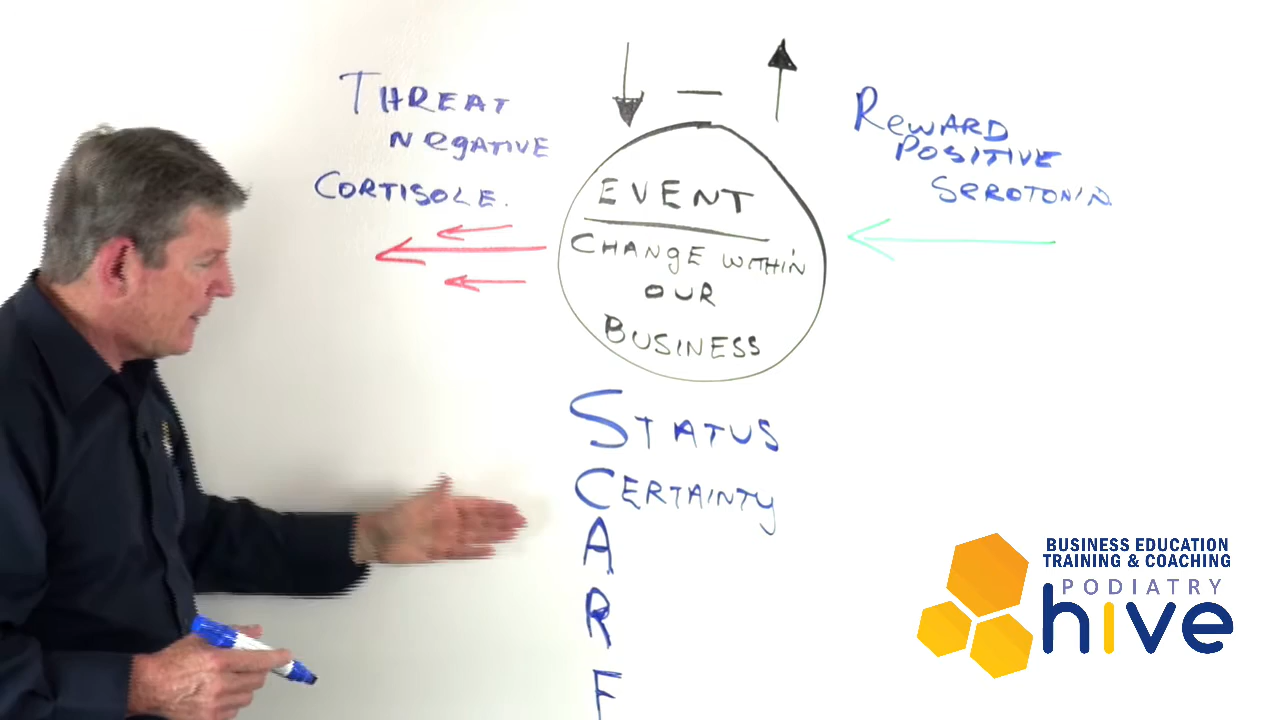 THREAT
NEGATIVE
CORTISOLE.
REWARD
POSITIVE
SEROTONIN
EVENT
CHANGE WITHIN
OUR
BUSINESS
STATUS
CERTAINTY
A
R
F
BUSINESS EDUCATION
TRAINING & COACHING
PODIATRY
hive